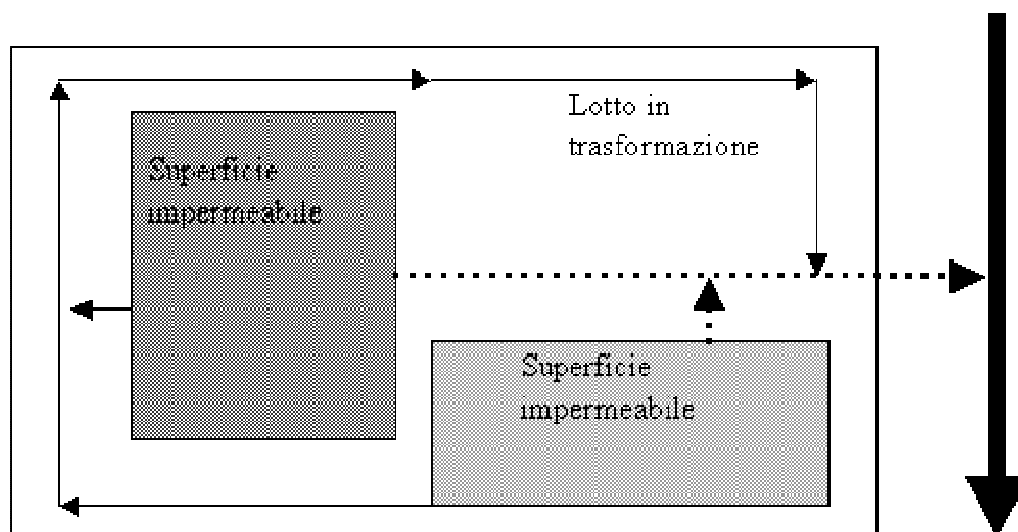 Lotto in
trasformazione
Superficie
impermeabile
Superficie
impermeabile